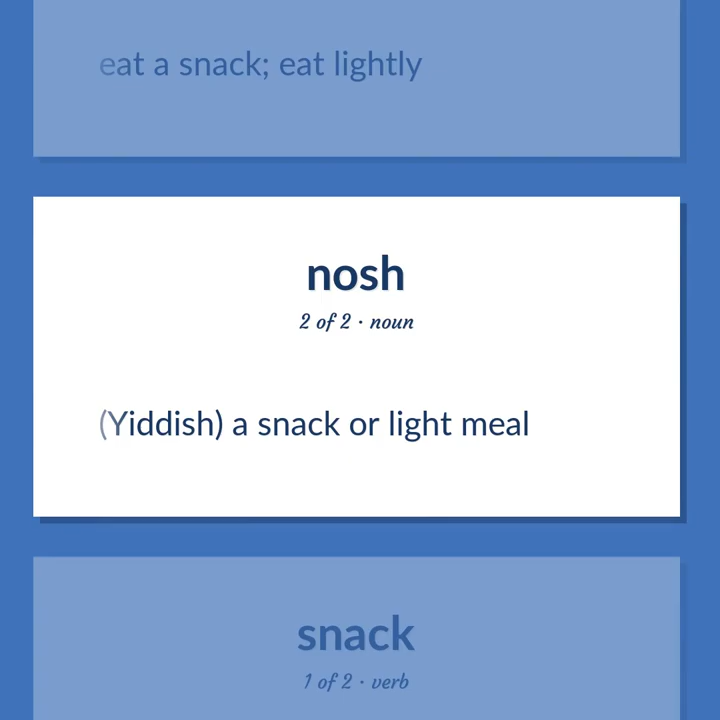 eat a snack; eat lightly
nosh
2 of 2 · noun
(Yiddish) a snack or light meal
snack
1 of 2 · verb